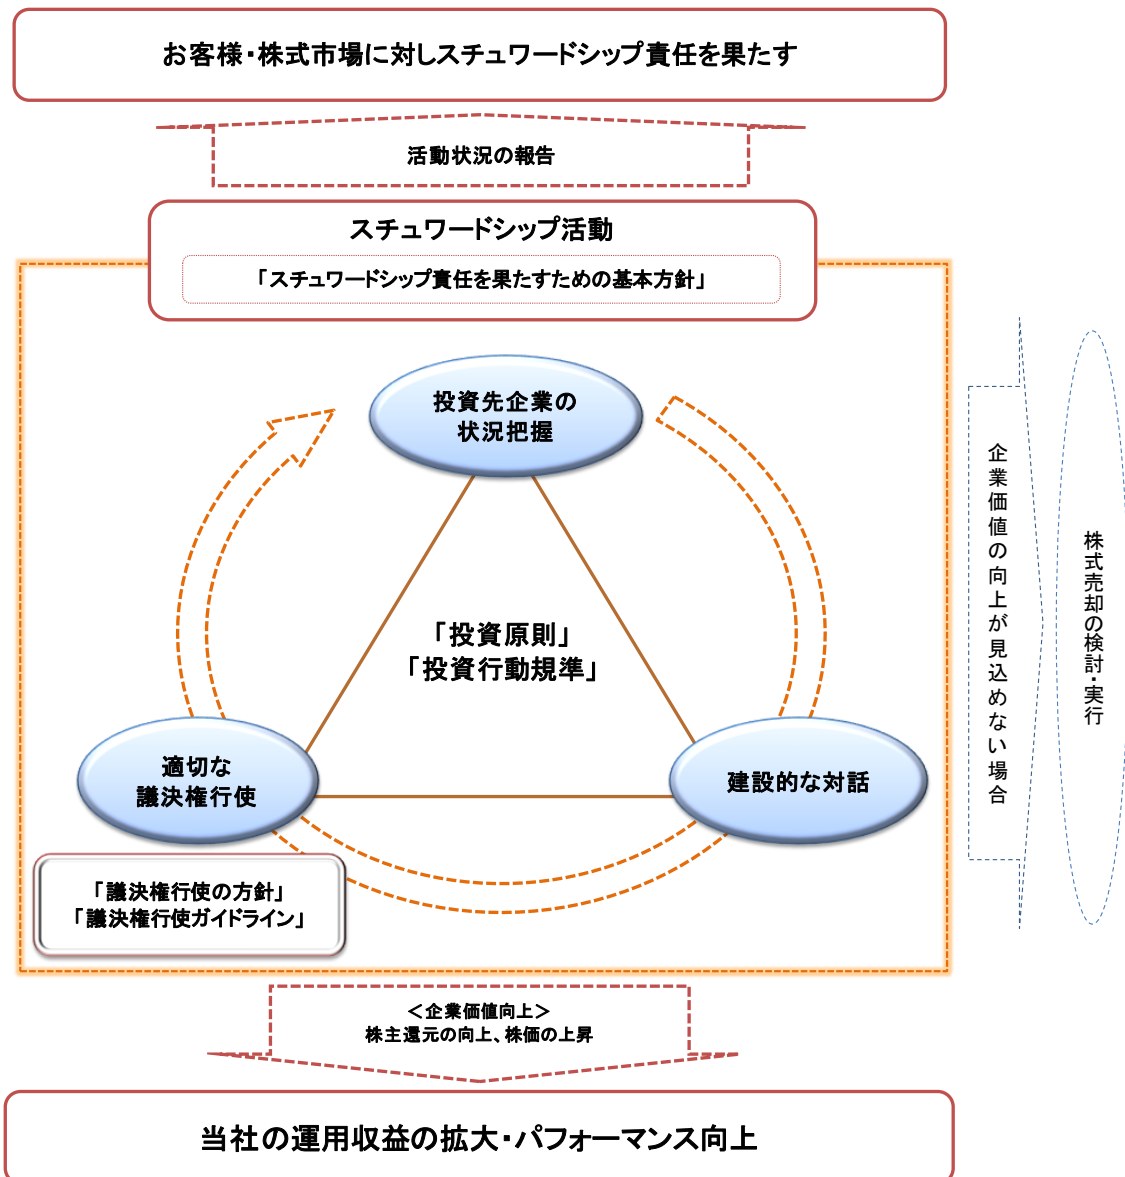 お客様・株式市場に対しスチュワードシップ責任を果たす
活動状況の報告
スチュワードシップ活動
「スチュワードシップ責任を果たすための基本方針」
投資先企業の
状況把握
「投資原則」
「投資行動規準」
適切な
議決権行使
建設的な対話
「議決権行使の方針」
「議決権行使ガイドライン」
企業価値の向上が見込めない場合
株式売却の検討・実行
＜企業価値向上＞
株主還元の向上、株価の上昇
当社の運用収益の拡大・パフォーマンス向上